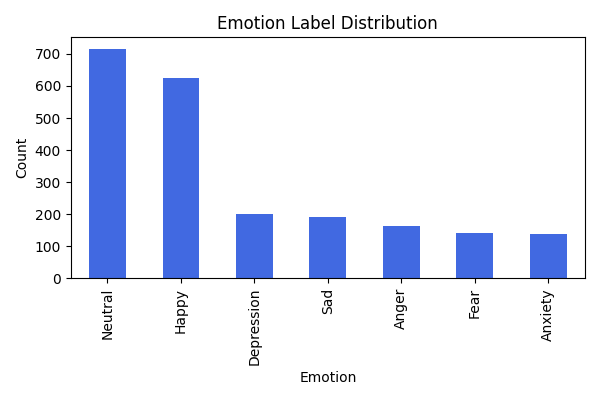 Emotion Label Distribution
Count
700
600
500
400
300
200
100
0
Neutral
Happy
Depression
Sad
Anger
Fear
Anxiety
Emotion